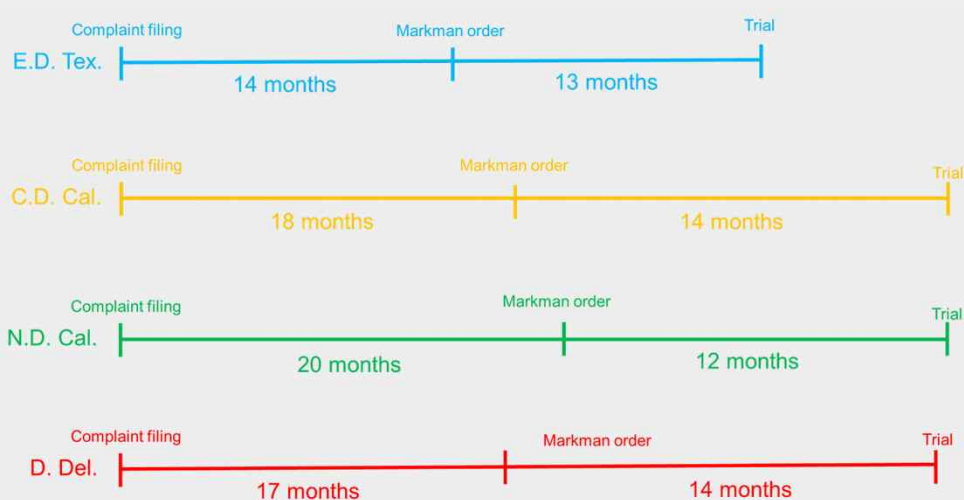 Complaint filing Markman order Trial
E.D. Tex.
14 months 13 months
Complaint filing Markman order Trial
C.D. Cal.
18 months 14 months
Complaint filing Markman order Trial
N.D. Cal.
20 months 12 months
Complaint filing Markman order Trial
D. Del.
17 months 14 months